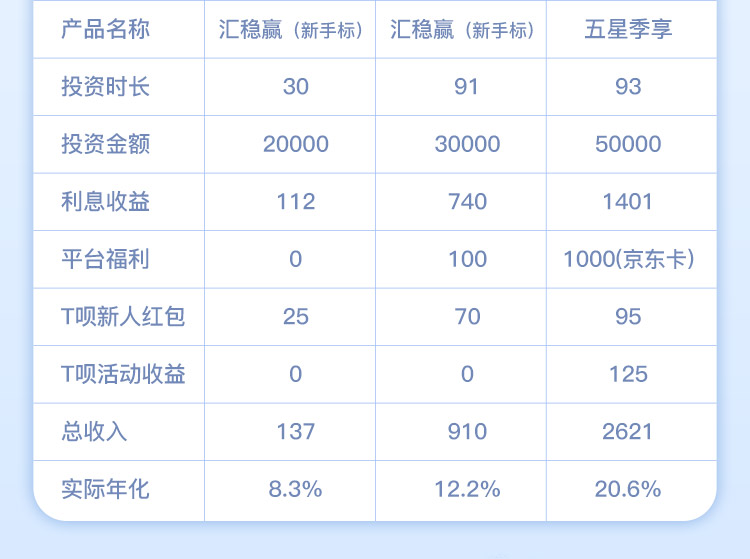 产品名称 汇稳赢（新手标） 汇稳赢（新手标） 五星季享
投资时长 30 91 93
投资金额 20000 30000 50000
利息收益 112 740 1401
平台福利 0 100 1000(京东卡)
T呗新人红包 25 70 95
T呗活动收益 0 0 125
总收入 137 910 2621
实际年化 8.3% 12.2% 20.6%